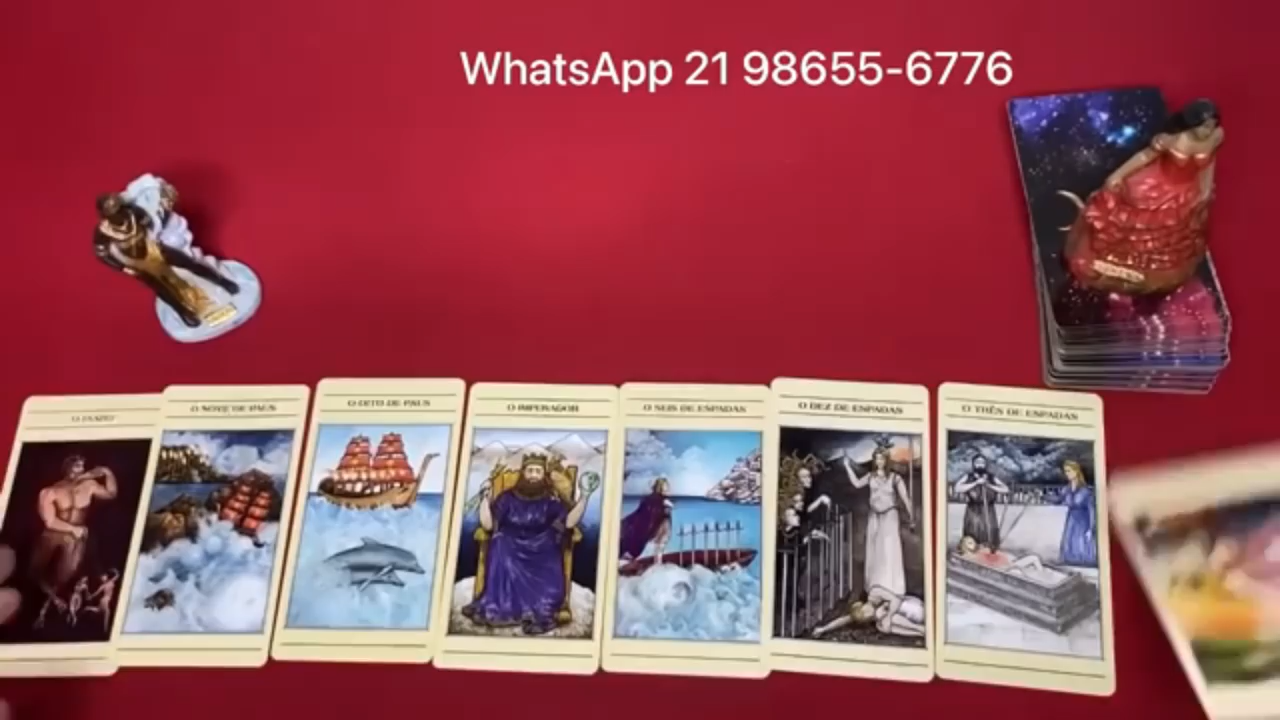 WhatsApp 21 98655-6776
O DIABO
O NOVE DE PAUS
O OITO DE PAUS
O IMPERADOR
O SEIS DE ESPADAS
O DEZ DE ESPADAS
O TRÊS DE ESPADAS